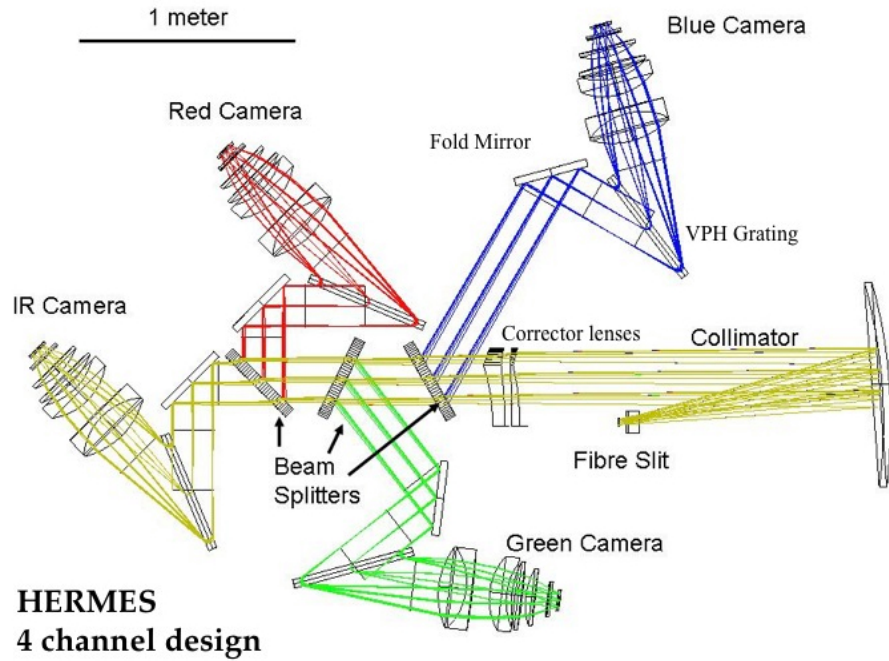 1 meter
Blue Camera
Red Camera
Fold Mirror
VPH Grating
IR Camera
Corrector lenses
Collimator
Beam
Splitters
Fibre Slit
Green Camera
HERMES
4 channel design